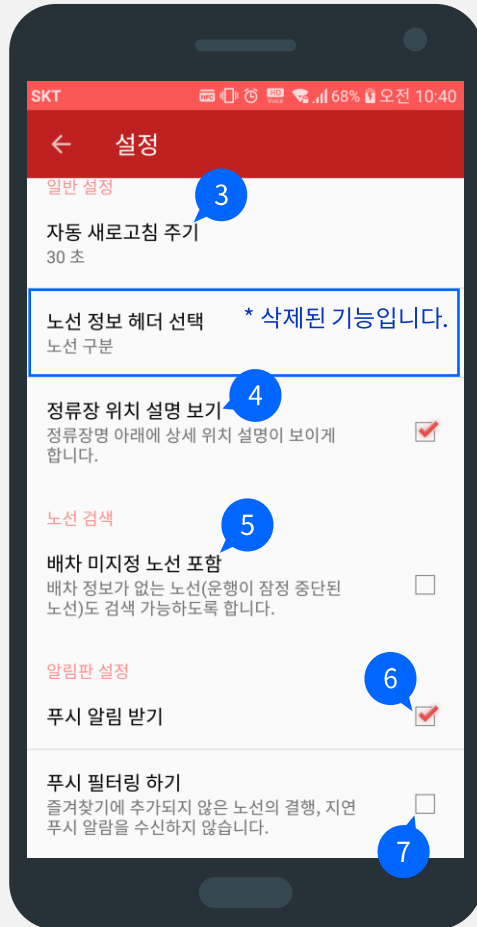 SKT NFC HD Voice 68% 오전 10:40
설정
일반 설정
3
자동 새로고침 주기
30 초
노선 정보 헤더 선택 * 삭제된 기능입니다.
노선 구분
4
정류장 위치 설명 보기
정류장명 아래에 상세 위치 설명이 보이게
합니다.
노선 검색
5
배차 미지정 노선 포함
배차 정보가 없는 노선(운행이 잠정 중단된
노선)도 검색 가능하도록 합니다.
알림판 설정
6
푸시 알림 받기
푸시 필터링 하기
즐겨찾기에 추가되지 않은 노선의 결행, 지연
푸시 알람을 수신하지 않습니다.
7